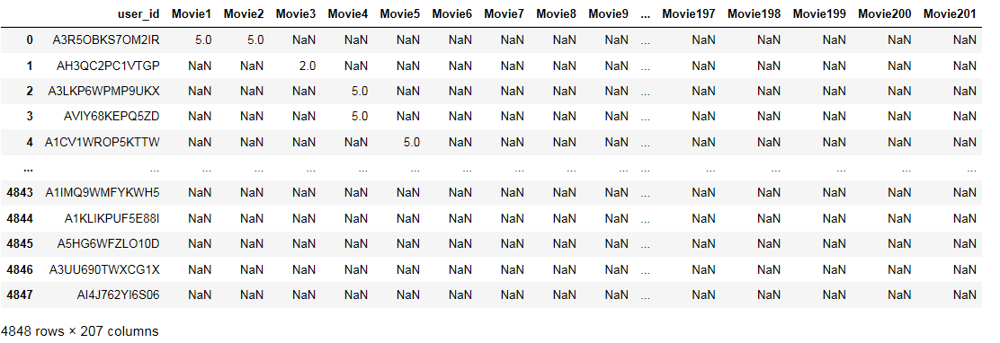 user_id Movie1 Movie2 Movie3 Movie4 Movie5 Movie6 Movie7 Movie8 Movie9 ... Movie197 Movie198 Movie199 Movie200 Movie201
0 A3R5OBKS7OM2IR 5.0 5.0 NaN NaN NaN NaN NaN NaN NaN ... NaN NaN NaN NaN NaN
1 AH3QC2PC1VTGP NaN NaN 2.0 NaN NaN NaN NaN NaN NaN ... NaN NaN NaN NaN NaN
2 A3LKP6WPMP9UKX NaN NaN NaN 5.0 NaN NaN NaN NaN NaN ... NaN NaN NaN NaN NaN
3 AVIY68KEPQ5ZD NaN NaN NaN 5.0 NaN NaN NaN NaN NaN ... NaN NaN NaN NaN NaN
4 A1CV1WROP5KTTW NaN NaN NaN NaN 5.0 NaN NaN NaN NaN ... NaN NaN NaN NaN NaN
... ... ... ... ... ... ... ... ... ... ... ... ... ... ... ... ...
4843 A1IMQ9WMFYKWH5 NaN NaN NaN NaN NaN NaN NaN NaN NaN ... NaN NaN NaN NaN NaN
4844 A1KLIKPUF5E88I NaN NaN NaN NaN NaN NaN NaN NaN NaN ... NaN NaN NaN NaN NaN
4845 A5HG6WFZLO10D NaN NaN NaN NaN NaN NaN NaN NaN NaN ... NaN NaN NaN NaN NaN
4846 A3UU690TWXCG1X NaN NaN NaN NaN NaN NaN NaN NaN NaN ... NaN NaN NaN NaN NaN
4847 AI4J762YI6S06 NaN NaN NaN NaN NaN NaN NaN NaN NaN ... NaN NaN NaN NaN NaN
4848 rows × 207 columns